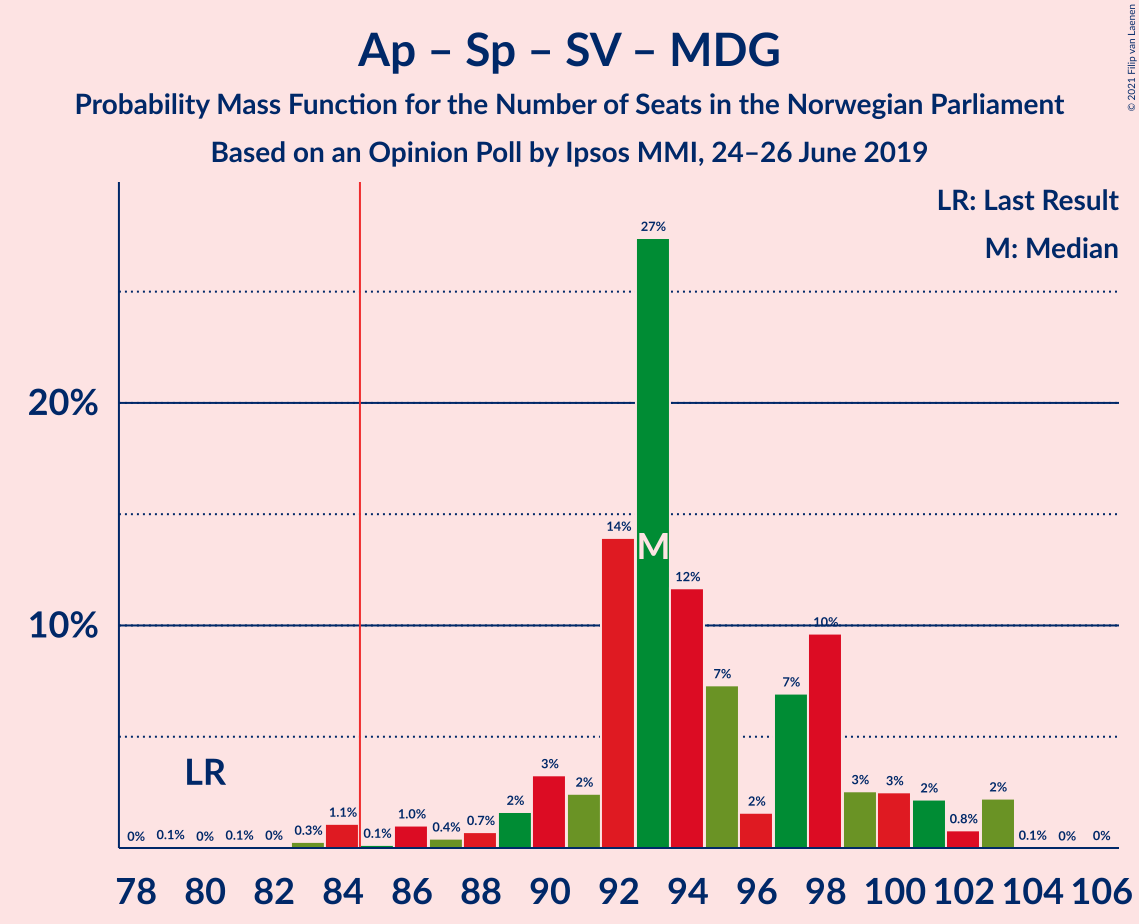 Ap – Sp – SV – MDG
Probability Mass Function for the Number of Seats in the Norwegian Parliament
Based on an Opinion Poll by Ipsos MMI, 24–26 June 2019
© 2021 Filip van Laenen
LR: Last Result
M: Median
27%
20%
14%
M
12%
10%
10%
7%
7%
LR
3%
2%
2%
3%
3%
2%
2%
0% 0.1% 0% 0.1% 0% 0.3% 1.1% 0.1% 1.0% 0.4% 0.7% 2% 0.8% 0.1% 0% 0%
78 80 82 84 86 88 90 92 94 96 98 100 102 104 106